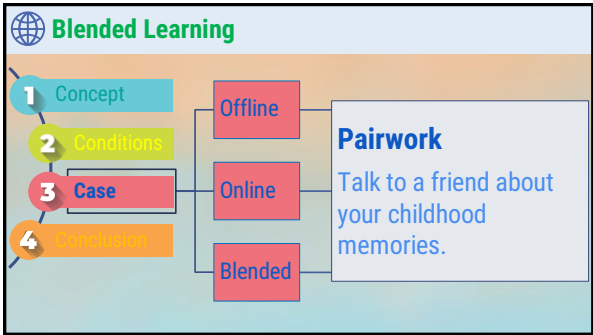 Blended Learning
1 Concept
2 Conditions
3 Case
4 Conclusion
Offline
Online
Blended
Pairwork
Talk to a friend about
your childhood
memories.